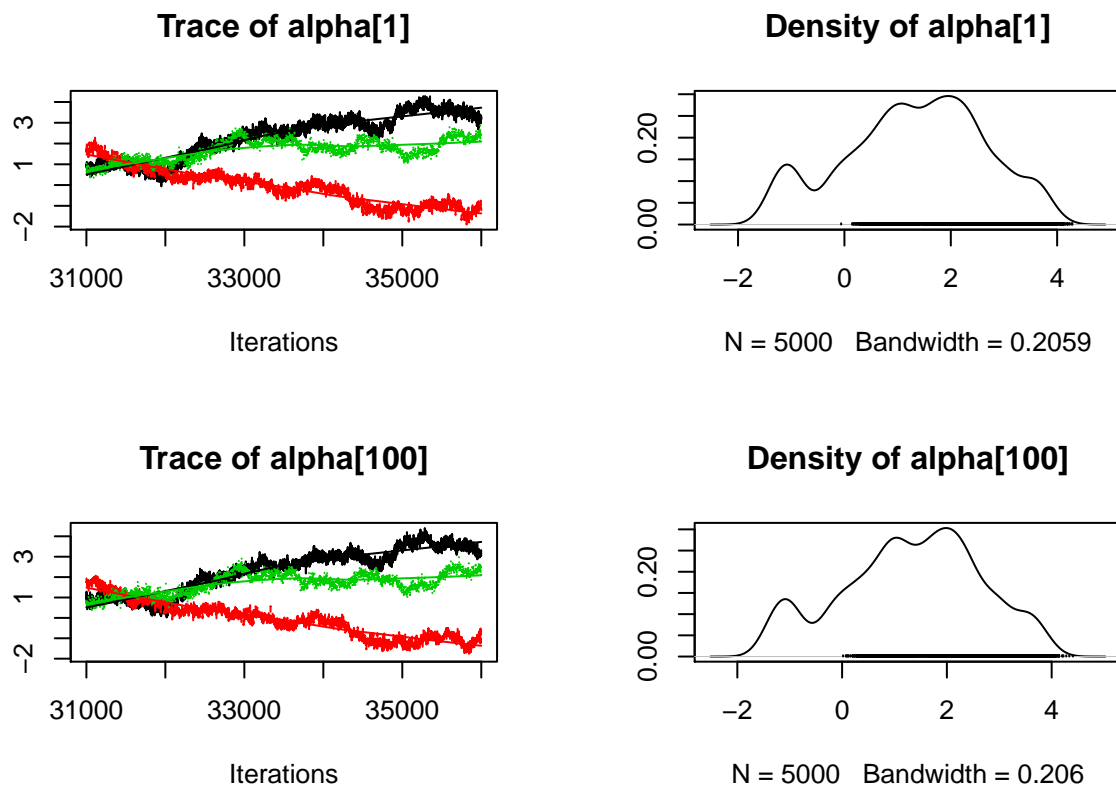 Trace of alpha[1]
3
1
−2
31000 33000 35000
Iterations
Density of alpha[1]
0.20
0.00
−2 0 2 4
N = 5000 Bandwidth = 0.2059
Trace of alpha[100]
3
1
−2
31000 33000 35000
Iterations
Density of alpha[100]
0.20
0.00
−2 0 2 4
N = 5000 Bandwidth = 0.206